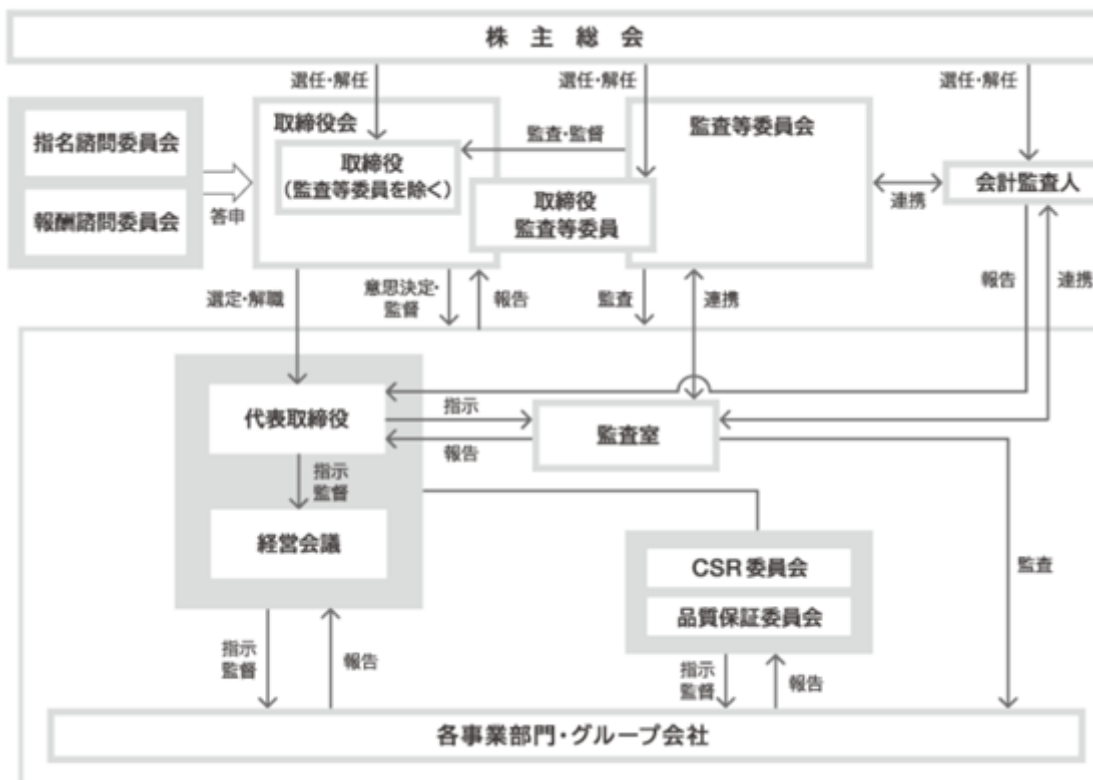 株主総会
選任・解任
選任・解任
選任・解任
指名諮問委員会
報酬諮問委員会
答申
取締役会
取締役
（監査等委員を除く）
監査・監督
取締役
監査等委員
監査等委員会
連携
会計監査人
選定・解職
意思決定・
監督
報告
監査
連携
報告
連携
代表取締役
指示
報告
監査室
指示
監督
経営会議
CSR委員会
品質保証委員会
監査
指示
監督
報告
指示
監督
報告
各事業部門・グループ会社